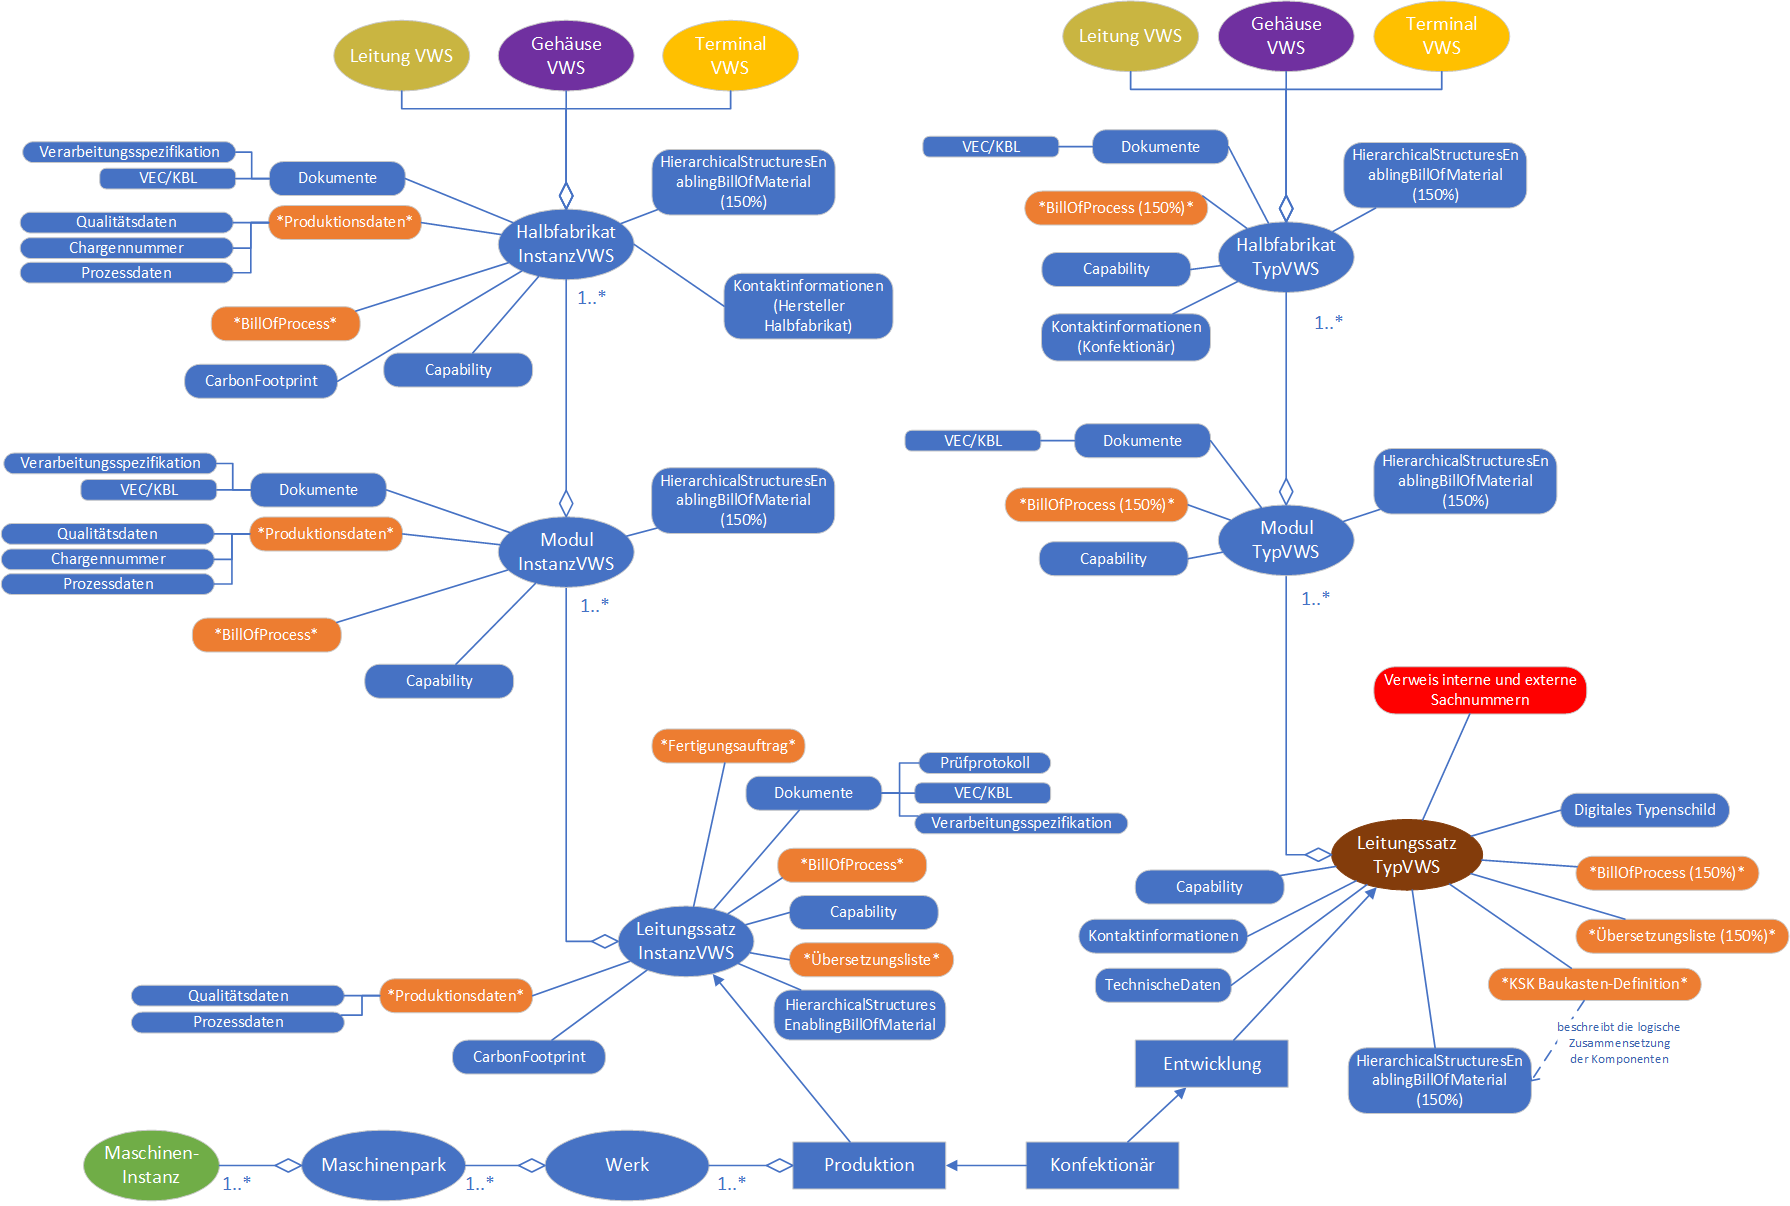 Leitung VWS
Gehäuse
VWS
Terminal
VWS
Verarbeitungsspezifikation
VEC/KBL
Dokumente
HierarchicalStructuresEn
ablingBillOfMaterial
(150%)
Qualitätsdaten
Chargennummer
Prozessdaten
*Produktionsdaten*
Halbfabrikat
InstanzVWS
1..*
Kontaktinformationen
(Hersteller
Halbfabrikat)
*BillOfProcess*
CarbonFootprint
Capability
Verarbeitungsspezifikation
VEC/KBL
Dokumente
HierarchicalStructuresEn
ablingBillOfMaterial
(150%)
Qualitätsdaten
Chargennummer
Prozessdaten
*Produktionsdaten*
Modul
InstanzVWS
1..*
*BillOfProcess*
Capability
*Fertigungsauftrag*
Dokumente
Prüfprotokoll
VEC/KBL
Verarbeitungsspezifikation
*BillOfProcess*
Capability
Leitungssatz
InstanzVWS
*Übersetzungsliste*
HierarchicalStructures
EnablingBillOfMaterial
Qualitätsdaten
Prozessdaten
*Produktionsdaten*
CarbonFootprint
Leitung VWS
Gehäuse
VWS
Terminal
VWS
VEC/KBL
Dokumente
HierarchicalStructuresEn
ablingBillOfMaterial
(150%)
*BillOfProcess (150%)*
Halbfabrikat
TypVWS
Capability
Kontaktinformationen
(Konfektionär)
1..*
VEC/KBL
Dokumente
HierarchicalStructuresEn
ablingBillOfMaterial
(150%)
*BillOfProcess (150%)*
Modul
TypVWS
Capability
1..*
Verweis interne und externe
Sachnummern
Digitales Typenschild
Leitungssatz
TypVWS
*BillOfProcess (150%)*
Capability
Kontaktinformationen
*Übersetzungsliste (150%)*
TechnischeDaten
*KSK Baukasten-Definition*
beschreibt die logische
Zusammensetzung
der Komponenten
HierarchicalStructuresEn
ablingBillOfMaterial
(150%)
Entwicklung
Maschinen-
Instanz
1..*
Maschinenpark
1..*
Werk
1..*
Produktion
Konfektionär